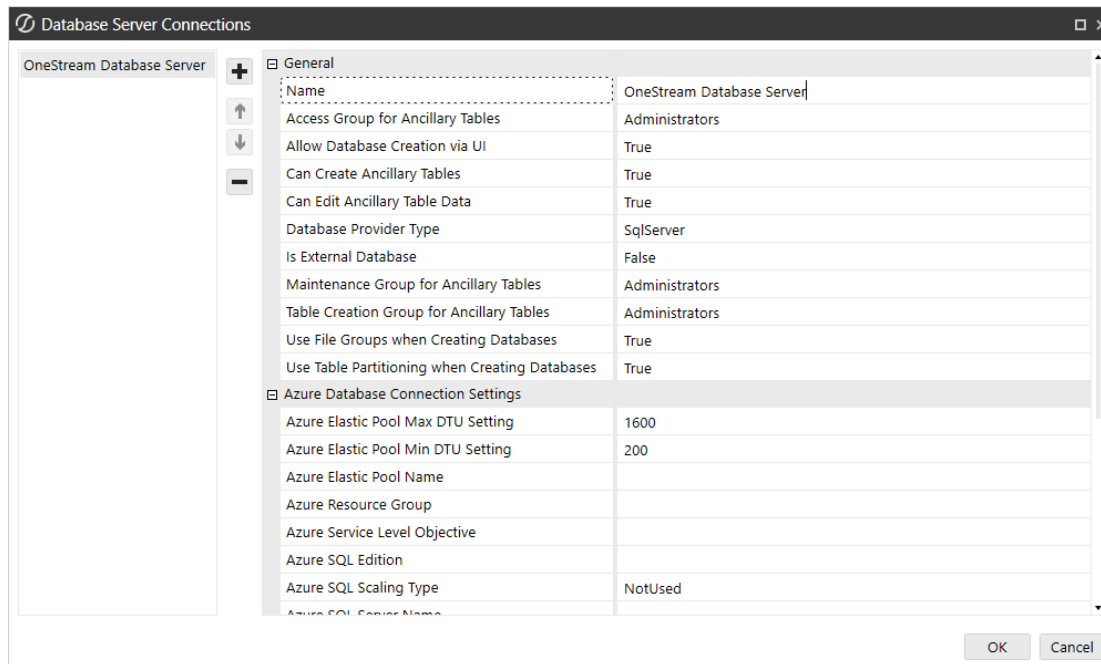 Database Server Connections
OneStream Database Server
General
Name OneStream Database Server
Access Group for Ancillary Tables Administrators
Allow Database Creation via UI True
Can Create Ancillary Tables True
Can Edit Ancillary Table Data True
Database Provider Type SqlServer
Is External Database False
Maintenance Group for Ancillary Tables Administrators
Table Creation Group for Ancillary Tables Administrators
Use File Groups when Creating Databases True
Use Table Partitioning when Creating Databases True
Azure Database Connection Settings
Azure Elastic Pool Max DTU Setting 1600
Azure Elastic Pool Min DTU Setting 200
Azure Elastic Pool Name
Azure Resource Group
Azure Service Level Objective
Azure SQL Edition
Azure SQL Scaling Type NotUsed
Azure SQL Server Name
OK Cancel